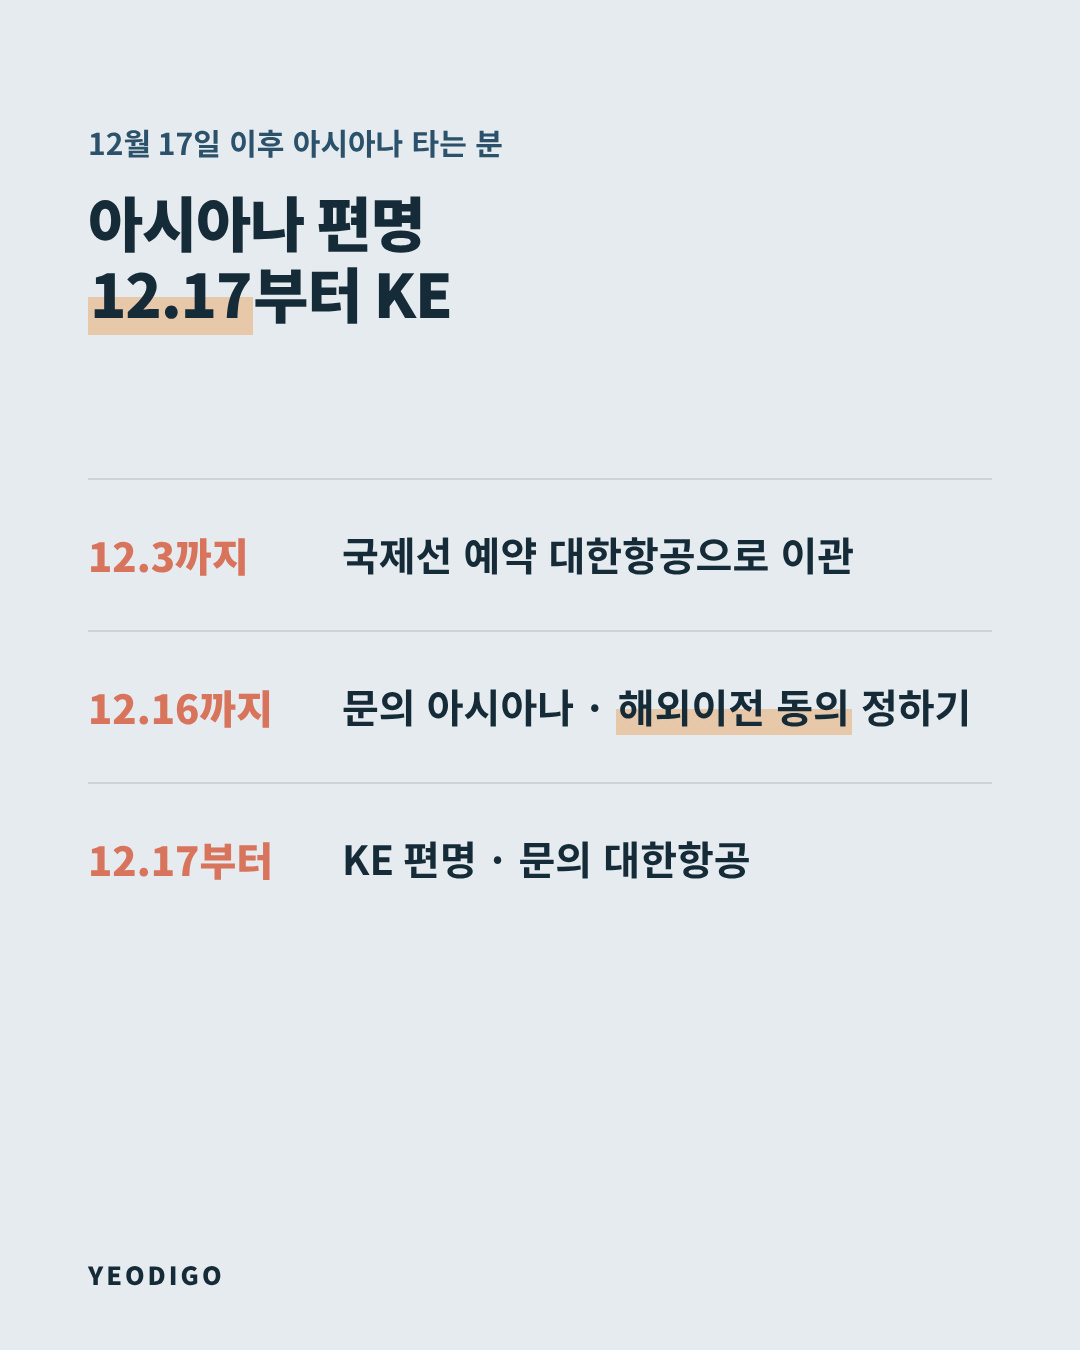 12월 17일 이후 아시아나 타는 분
아시아나 편명
12.17부터 KE
12.3까지 국제선 예약 대한항공으로 이관
12.16까지 문의 아시아나 · 해외이전 동의 정하기
12.17부터 KE 편명 · 문의 대한항공
YEODIGO